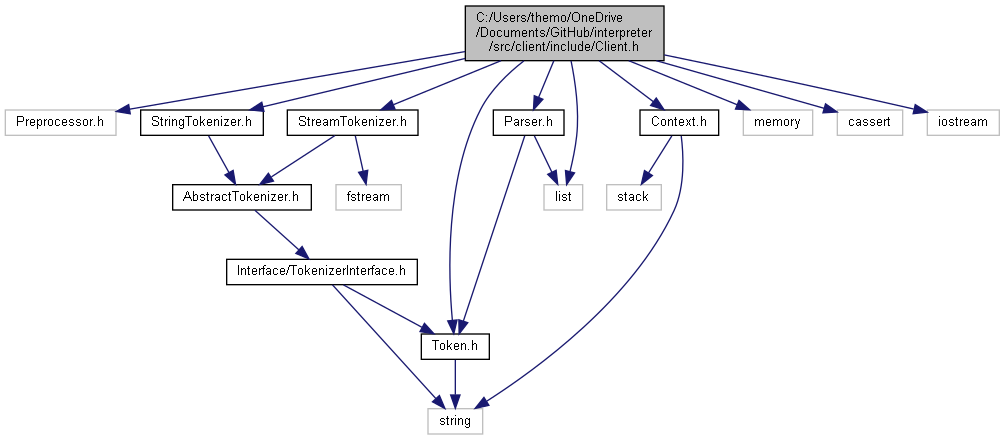 C:/Users/themo/OneDrive
/Documents/GitHub/interpreter
/src/client/include/Client.h
Preprocessor.h
StringTokenizer.h
StreamTokenizer.h
Parser.h
Context.h
memory
cassert
iostream
AbstractTokenizer.h
fstream
list
stack
Interface/TokenizerInterface.h
Token.h
string